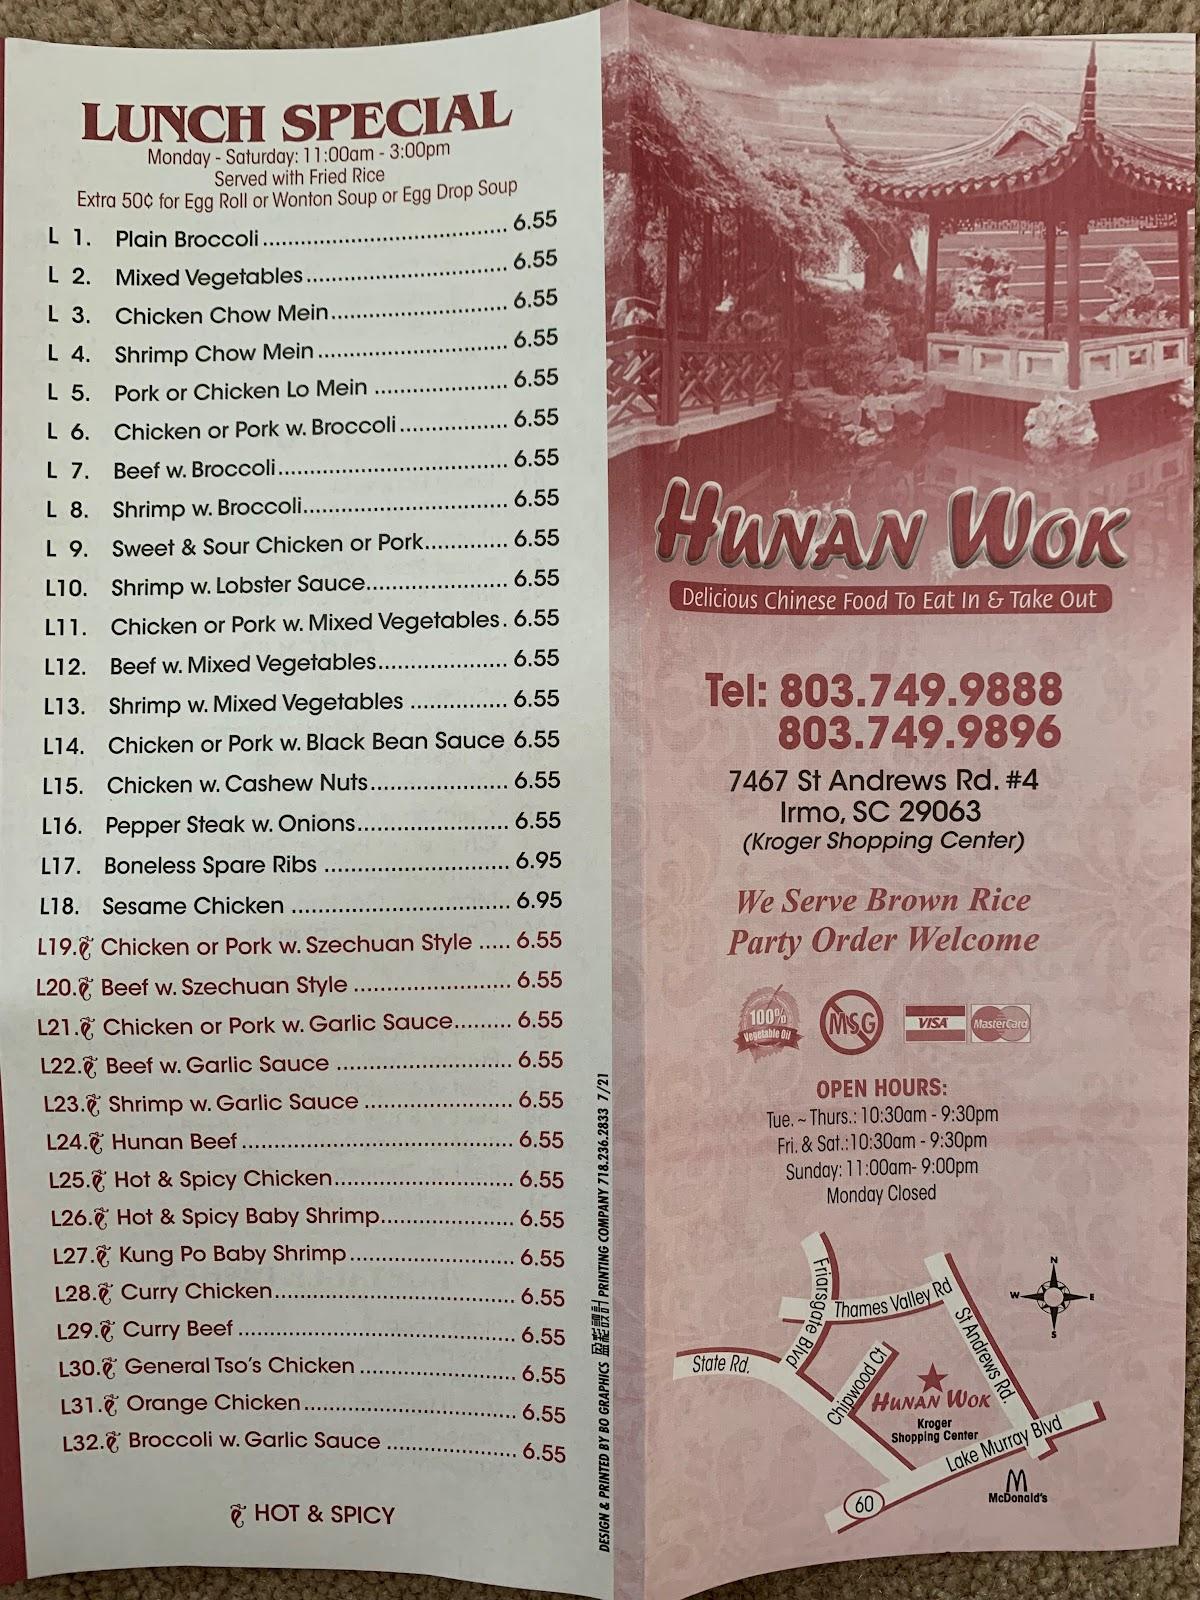 LUNCH SPECIAL
Monday - Saturday: 11:00am - 3:00pm
Served with Fried Rice
Extra 50¢ for Egg Roll or Wonton Soup or Egg Drop Soup
L 1. Plain Broccoli 6.55
L 2. Mixed Vegetables 6.55
L 3. Chicken Chow Mein 6.55
L 4. Shrimp Chow Mein 6.55
L 5. Pork or Chicken Lo Mein 6.55
L 6. Chicken or Pork w. Broccoli 6.55
L 7. Beef w. Broccoli 6.55
L 8. Shrimp w. Broccoli 6.55
L 9. Sweet & Sour Chicken or Pork 6.55
L10. Shrimp w. Lobster Sauce 6.55
L11. Chicken or Pork w. Mixed Vegetables 6.55
L12. Beef w. Mixed Vegetables 6.55
L13. Shrimp w. Mixed Vegetables 6.55
L14. Chicken or Pork w. Black Bean Sauce 6.55
L15. Chicken w. Cashew Nuts 6.55
L16. Pepper Steak w. Onions 6.55
L17. Boneless Spare Ribs 6.95
L18. Sesame Chicken 6.95
L19. Chicken or Pork w. Szechuan Style 6.55
L20. Beef w. Szechuan Style 6.55
L21. Chicken or Pork w. Garlic Sauce 6.55
L22. Beef w. Garlic Sauce 6.55
L23. Shrimp w. Garlic Sauce 6.55
L24. Hunan Beef 6.55
L25. Hot & Spicy Chicken 6.55
L26. Hot & Spicy Baby Shrimp 6.55
L27. Kung Po Baby Shrimp 6.55
L28. Curry Chicken 6.55
L29. Curry Beef 6.55
L30. General Tso's Chicken 6.55
L31. Orange Chicken 6.55
L32. Broccoli w. Garlic Sauce 6.55
HOT & SPICY
DESIGN & PRINTED BY BO GRAPHICS PRINTING COMPANY 718.236.2833 7/21
HUNAN WOK
Delicious Chinese Food To Eat In & Take Out
Tel: 803.749.9888
803.749.9896
7467 St Andrews Rd. #4
Irmo, SC 29063
(Kroger Shopping Center)
We Serve Brown Rice
Party Order Welcome
100%
Vegetable Oil
MSG
VISA
MasterCard
OPEN HOURS:
Tue. ~ Thurs.: 10:30am - 9:30pm
Fri. & Sat.:10:30am - 9:30pm
Sunday: 11:00am- 9:00pm
Monday Closed
Friarsgate Blvd
Thames Valley Rd
St Andrews Rd.
N
W
E
S
State Rd.
Chipwood Ct
HUNAN WOK
Kroger
Shopping Center
Lake Murray Blvd
60
McDonald's